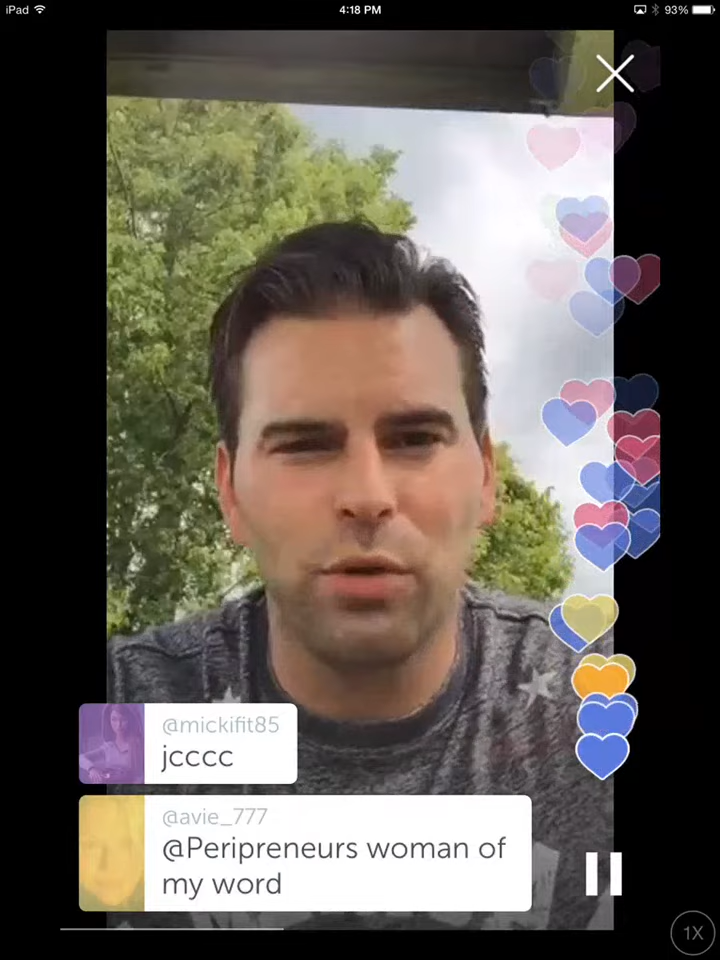 iPad 4:18 PM 93%
@mickifit85
jcccc
@avie_777
@Peripreneurs woman of
my word
1X